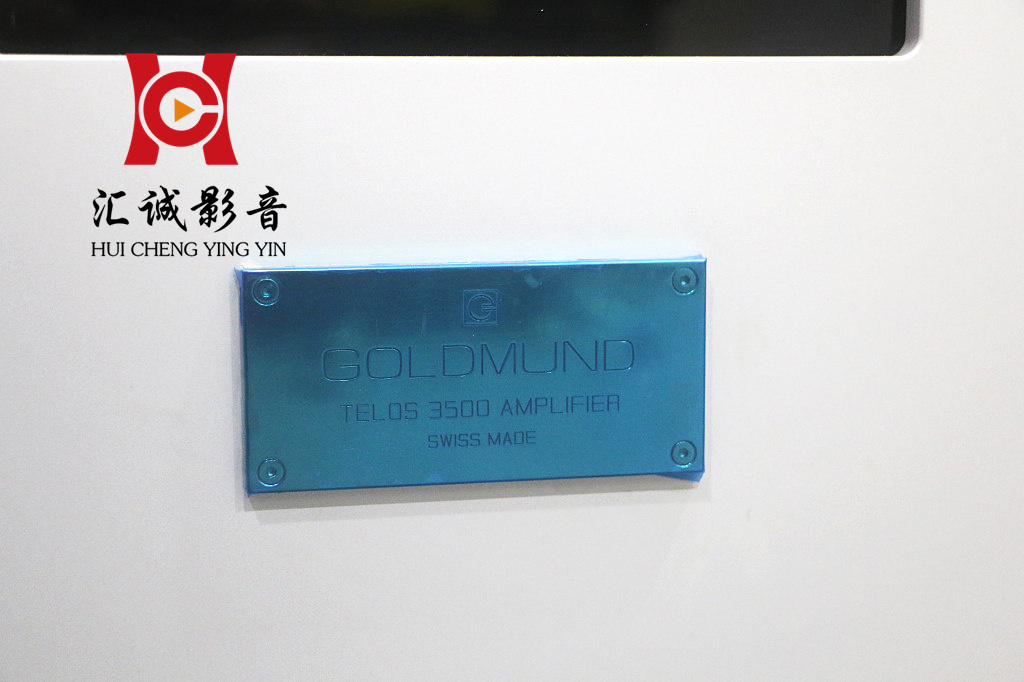 汇诚影音
HUI CHENG YING YIN
GOLDMUND
TELOS 3500 AMPLIFIER
SWISS MADE